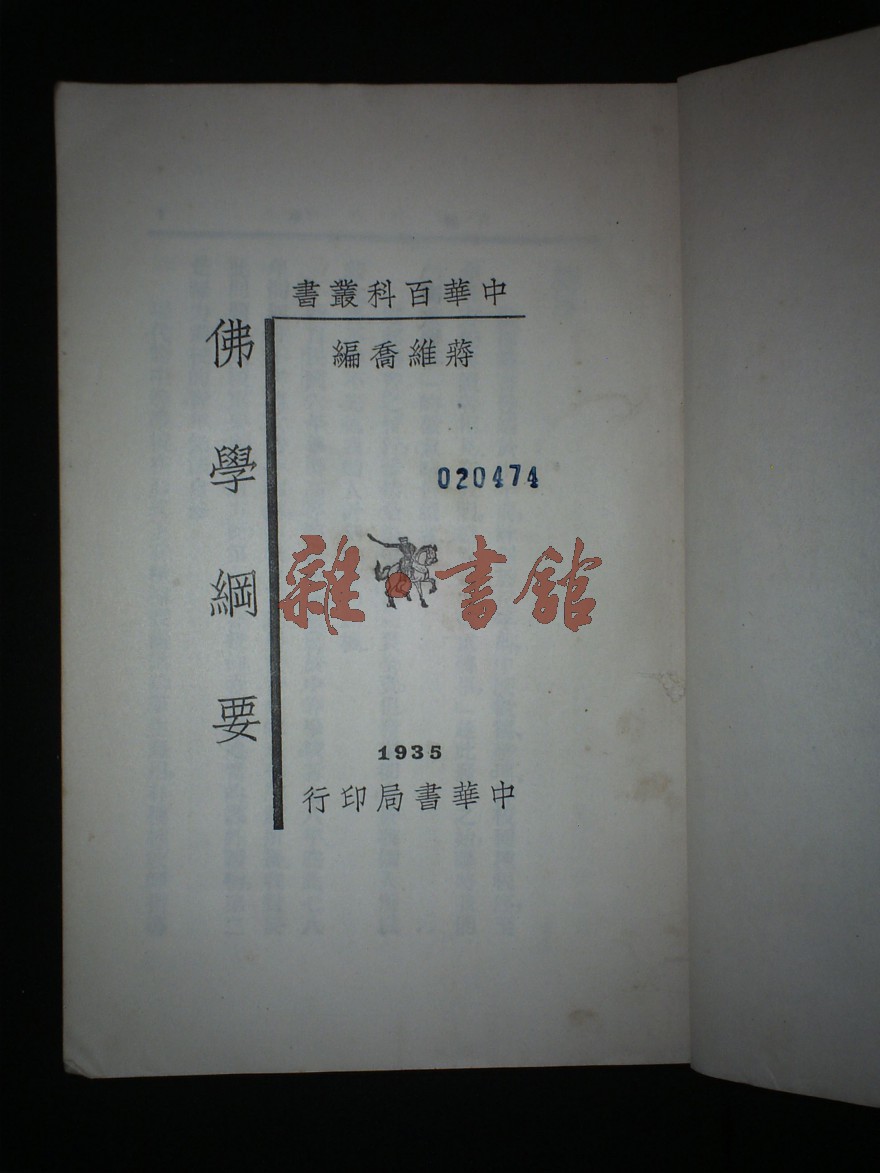 中華百科叢書
蔣維喬編
佛學綱要
020474
雜·書館
1935
中華書局印行